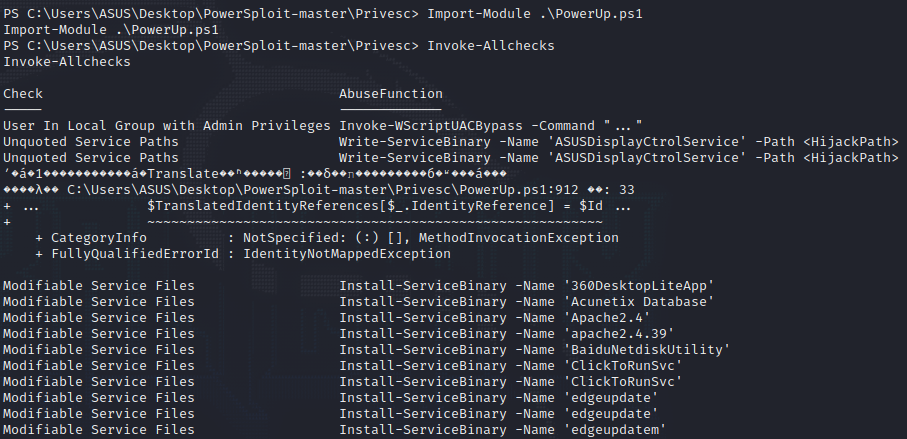 PS C:\Users\ASUS\Desktop\PowerSploit-master\Privesc> Import-Module .\PowerUp.ps1
Import-Module .\PowerUp.ps1
PS C:\Users\ASUS\Desktop\PowerSploit-master\Privesc> Invoke-Allchecks
Invoke-Allchecks
Check AbuseFunction
----- -------------
User In Local Group with Admin Privileges Invoke-WScriptUACBypass -Command "..."
Unquoted Service Paths Write-ServiceBinary -Name 'ASUSDisplayCtrolService' -Path <HijackPath>
Unquoted Service Paths Write-ServiceBinary -Name 'ASUSDisplayCtrolService' -Path <HijackPath>
Translate
C:\Users\ASUS\Desktop\PowerSploit-master\Privesc\PowerUp.ps1:912 ��: 33
+ ... $TranslatedIdentityReferences[$_.IdentityReference] = $Id ...
+ ~~~~~~~~~~~~~~~~~~~~~~~~~~~~~~~~~~~~~~~~~~~~~~~~~~~~~~~~~~
+ CategoryInfo : NotSpecified: (:) [], MethodInvocationException
+ FullyQualifiedErrorId : IdentityNotMappedException
Modifiable Service Files Install-ServiceBinary -Name '360DesktopLiteApp'
Modifiable Service Files Install-ServiceBinary -Name 'Acunetix Database'
Modifiable Service Files Install-ServiceBinary -Name 'Apache2.4'
Modifiable Service Files Install-ServiceBinary -Name 'apache2.4.39'
Modifiable Service Files Install-ServiceBinary -Name 'BaiduNetdiskUtility'
Modifiable Service Files Install-ServiceBinary -Name 'ClickToRunSvc'
Modifiable Service Files Install-ServiceBinary -Name 'ClickToRunSvc'
Modifiable Service Files Install-ServiceBinary -Name 'edgeupdate'
Modifiable Service Files Install-ServiceBinary -Name 'edgeupdate'
Modifiable Service Files Install-ServiceBinary -Name 'edgeupdatem'